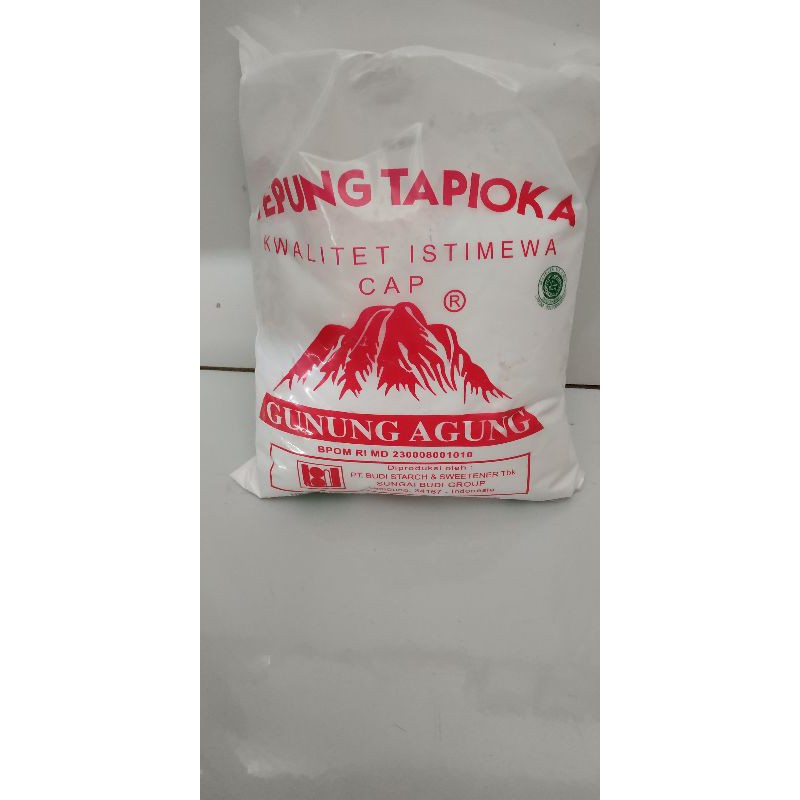 TEPUNG TAPIOKA
KWALITET ISTIMEWA
CAP
®
GUNUNG AGUNG
BPOM RI MD 230008001010
Diproduksi oleh :
PT. BUDI STARCH & SWEETENER Tbk
SUNGAI BUDI GROUP
34167 - Indonesia